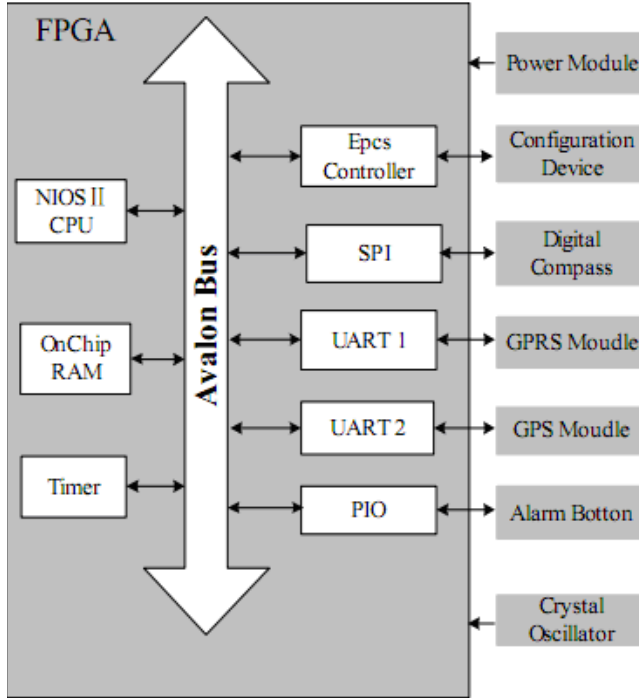 FPGA
Power Module
Epcs
Controller
Configuration
Device
NIOS II
CPU
SPI
Digital
Compass
Avalon Bus
OnChip
RAM
UART 1
GPRS Moudle
UART 2
GPS Moudle
Timer
PIO
Alarm Botton
Crystal
Oscillator